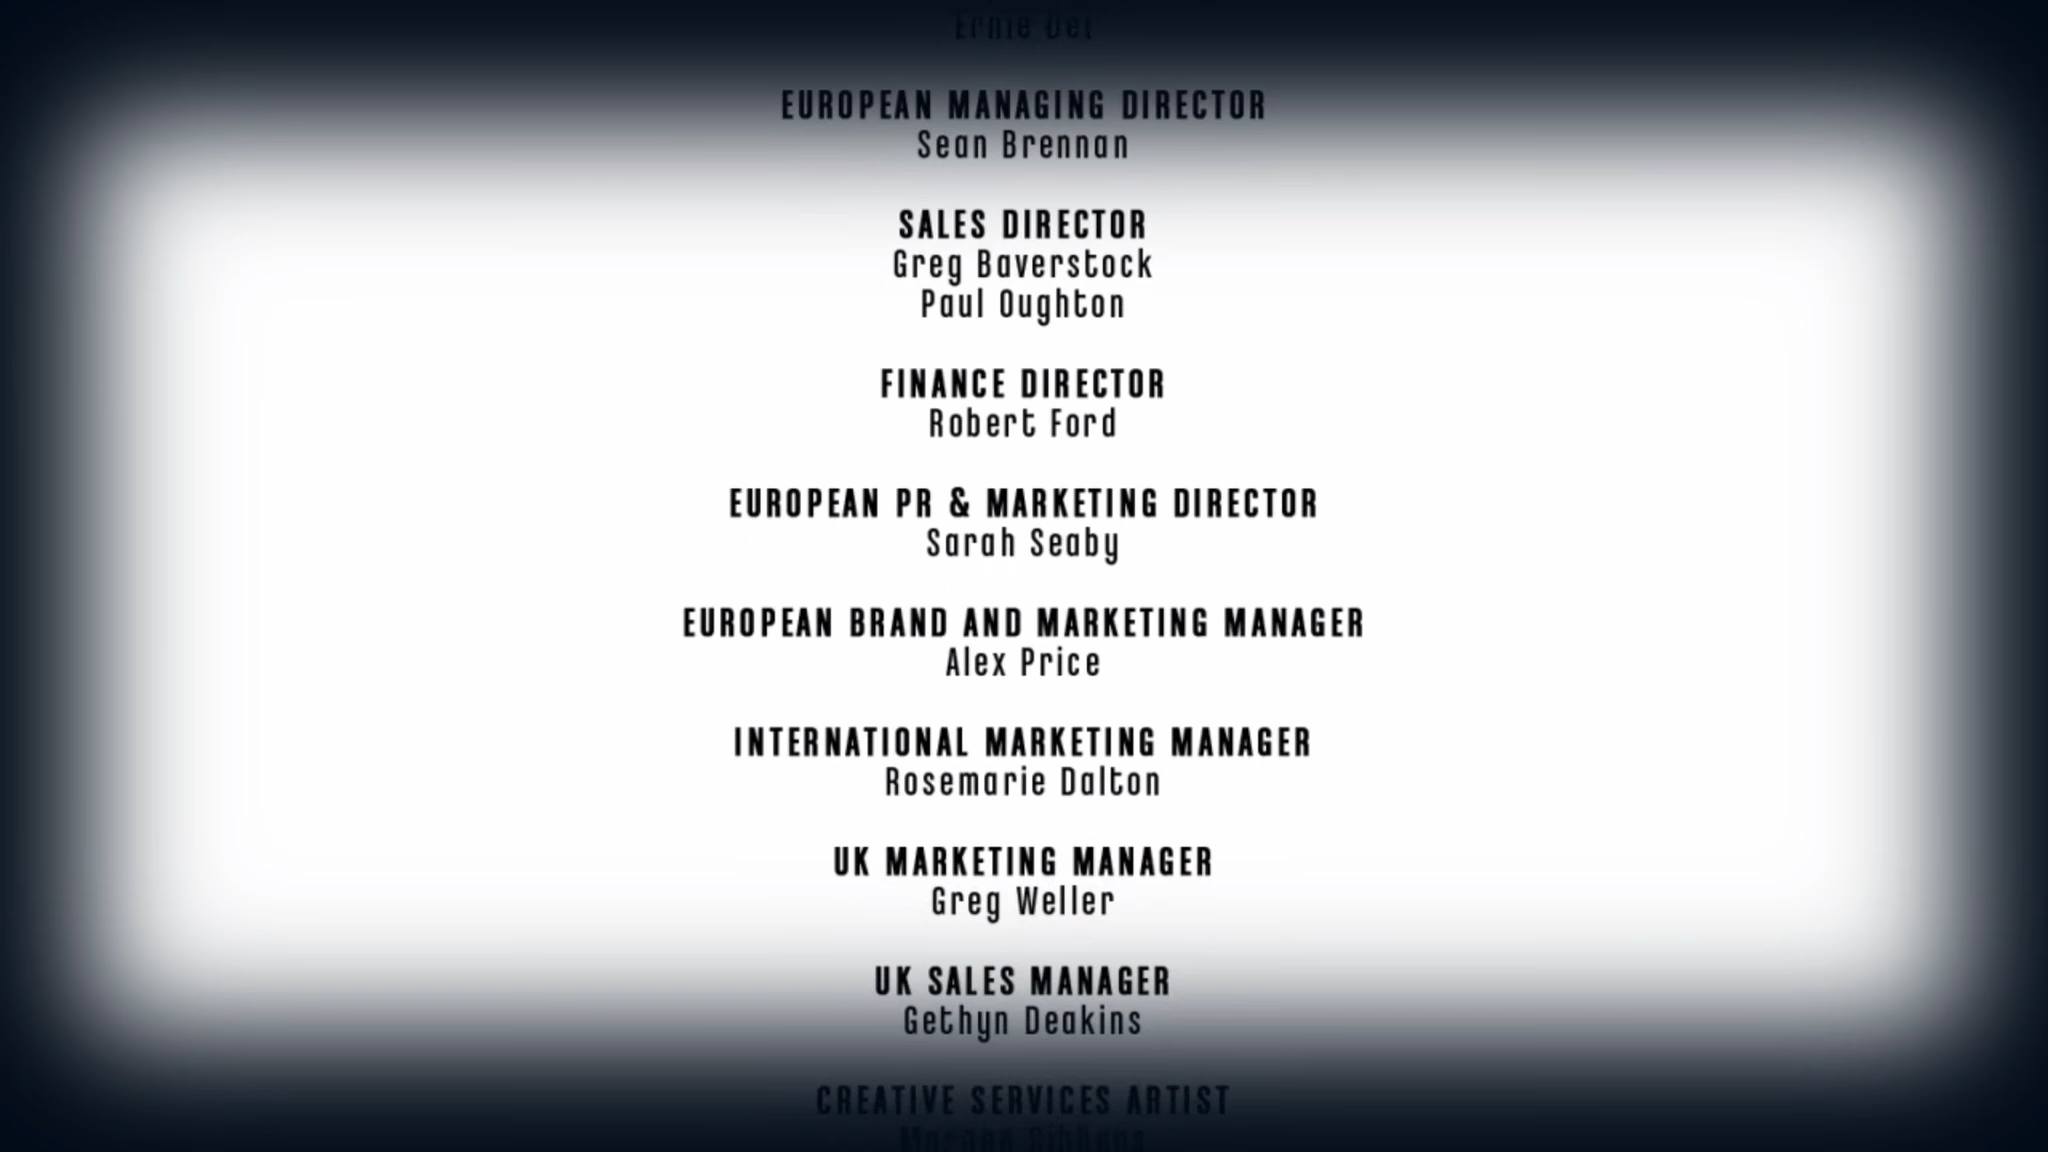 EUROPEAN MANAGING DIRECTOR
Sean Brennan
SALES DIRECTOR
Greg Baverstock
Paul Oughton
FINANCE DIRECTOR
Robert Ford
EUROPEAN PR & MARKETING DIRECTOR
Sarah Seaby
EUROPEAN BRAND AND MARKETING MANAGER
Alex Price
INTERNATIONAL MARKETING MANAGER
Rosemarie Dalton
UK MARKETING MANAGER
Greg Weller
UK SALES MANAGER
Gethyn Deakins
CREATIVE SERVICES ARTIST